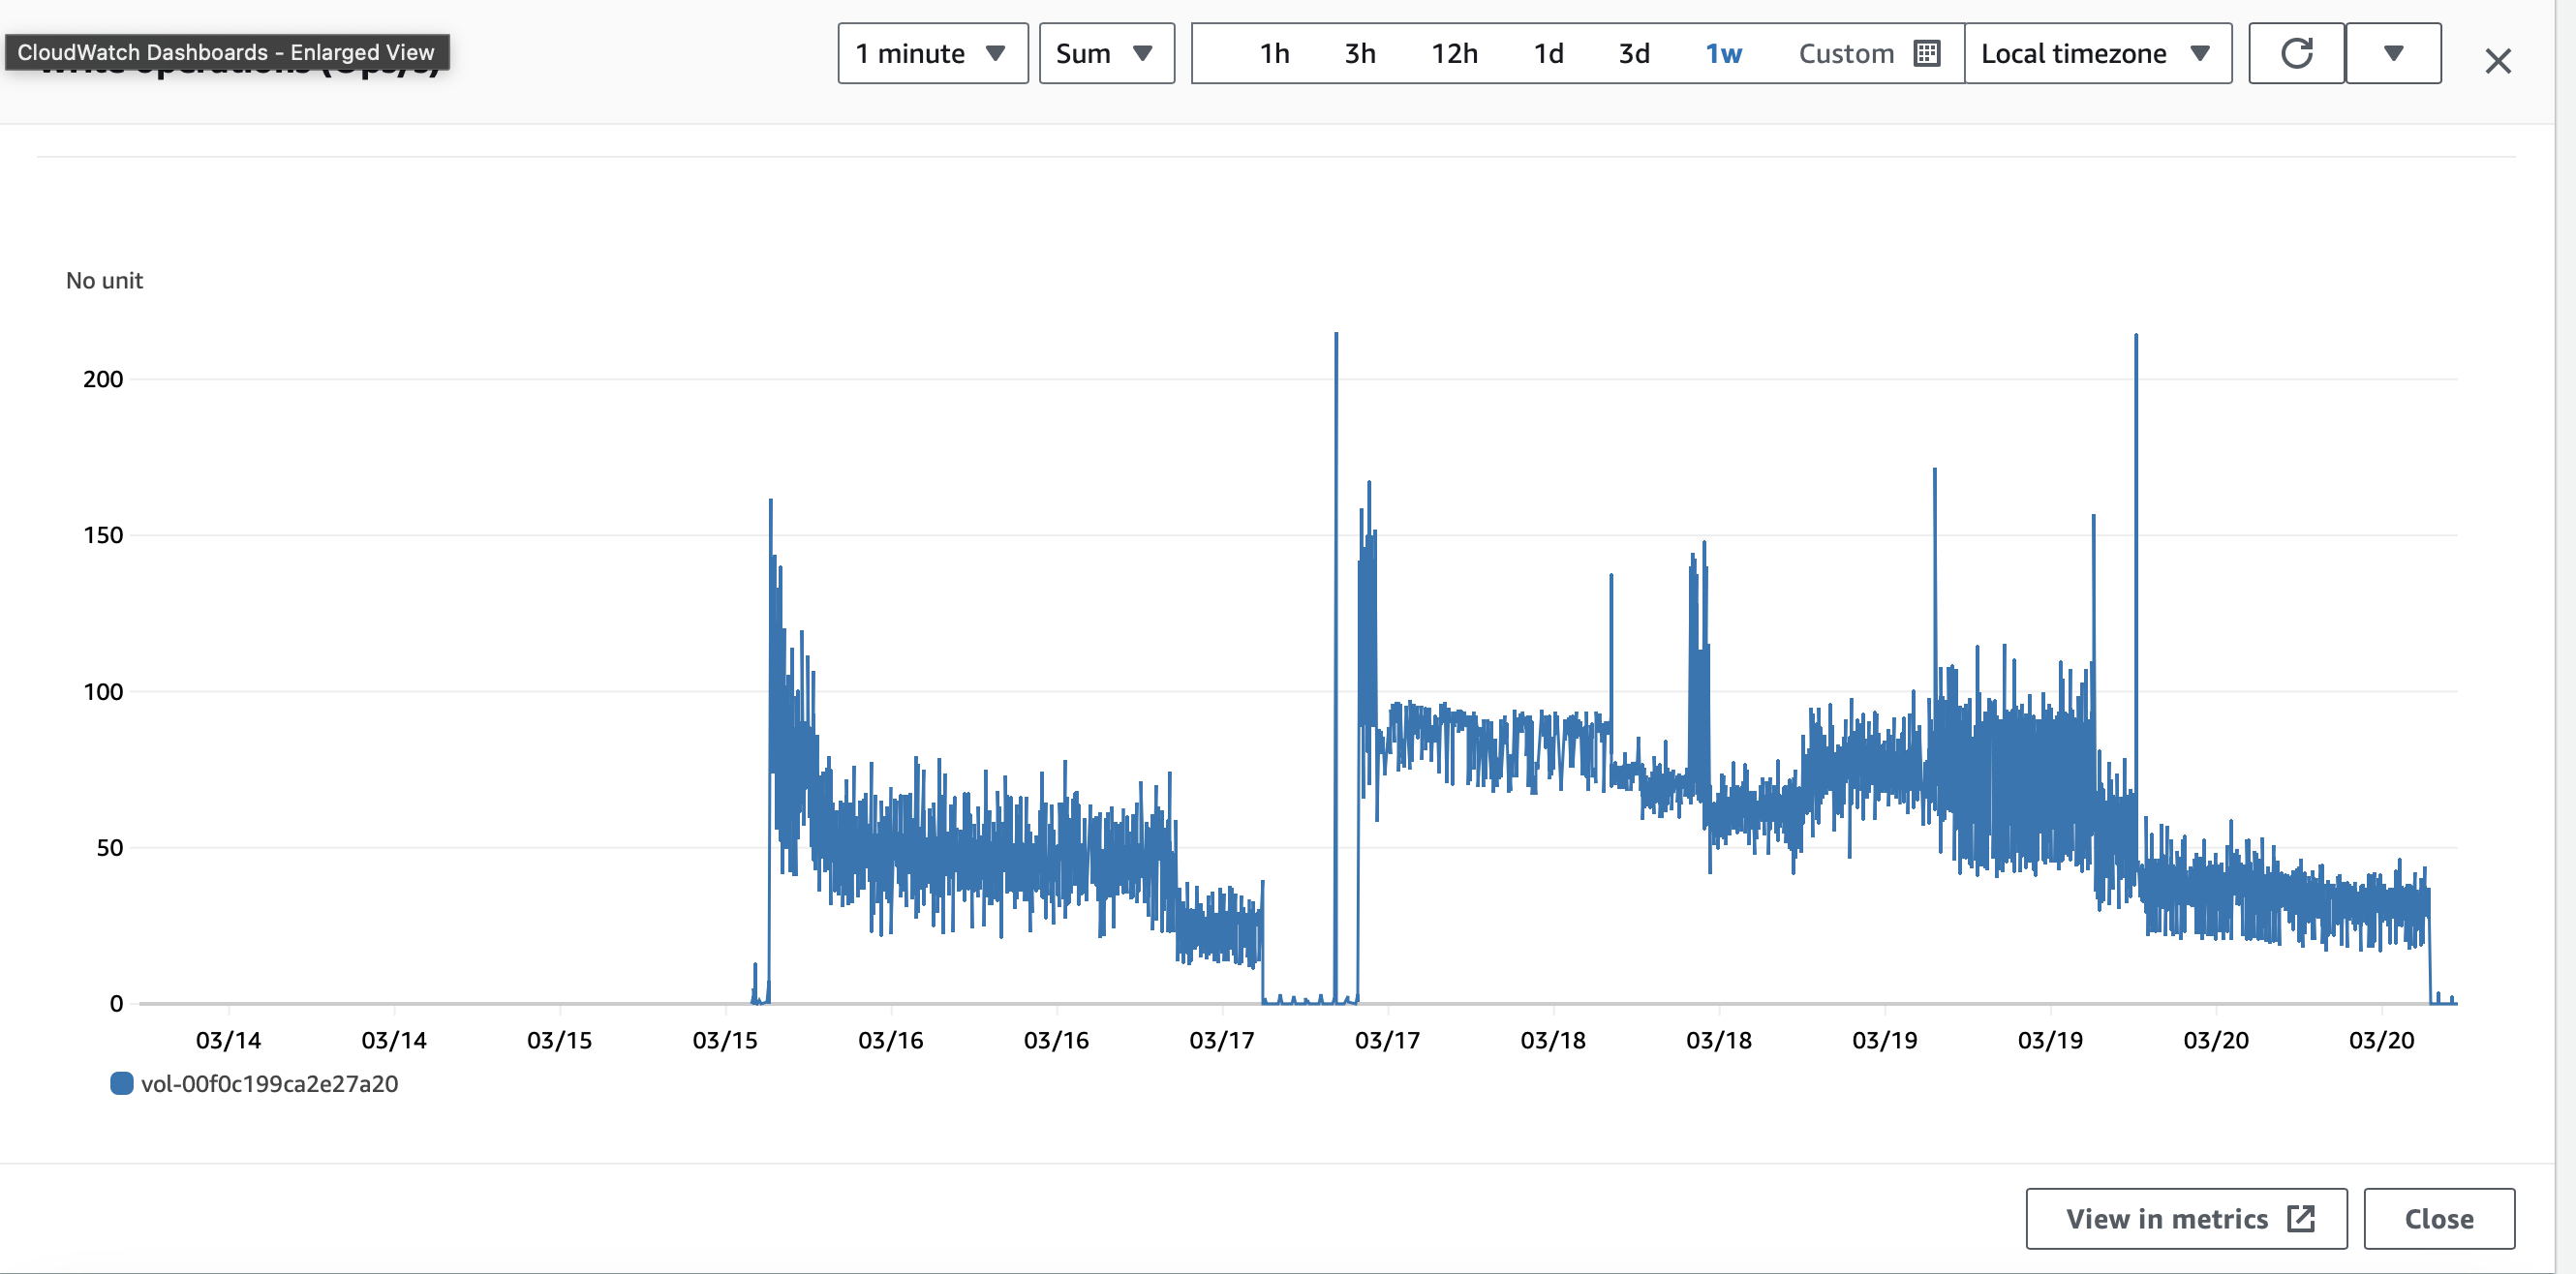 CloudWatch Dashboards - Enlarged View
1 minute Sum 1h 3h 12h 1d 3d 1w Custom Local timezone
No unit
200
150
100
50
0
03/14 03/14 03/15 03/15 03/16 03/16 03/17 03/17 03/18 03/18 03/19 03/19 03/20 03/20
vol-00f0c199ca2e27a20
View in metrics Close